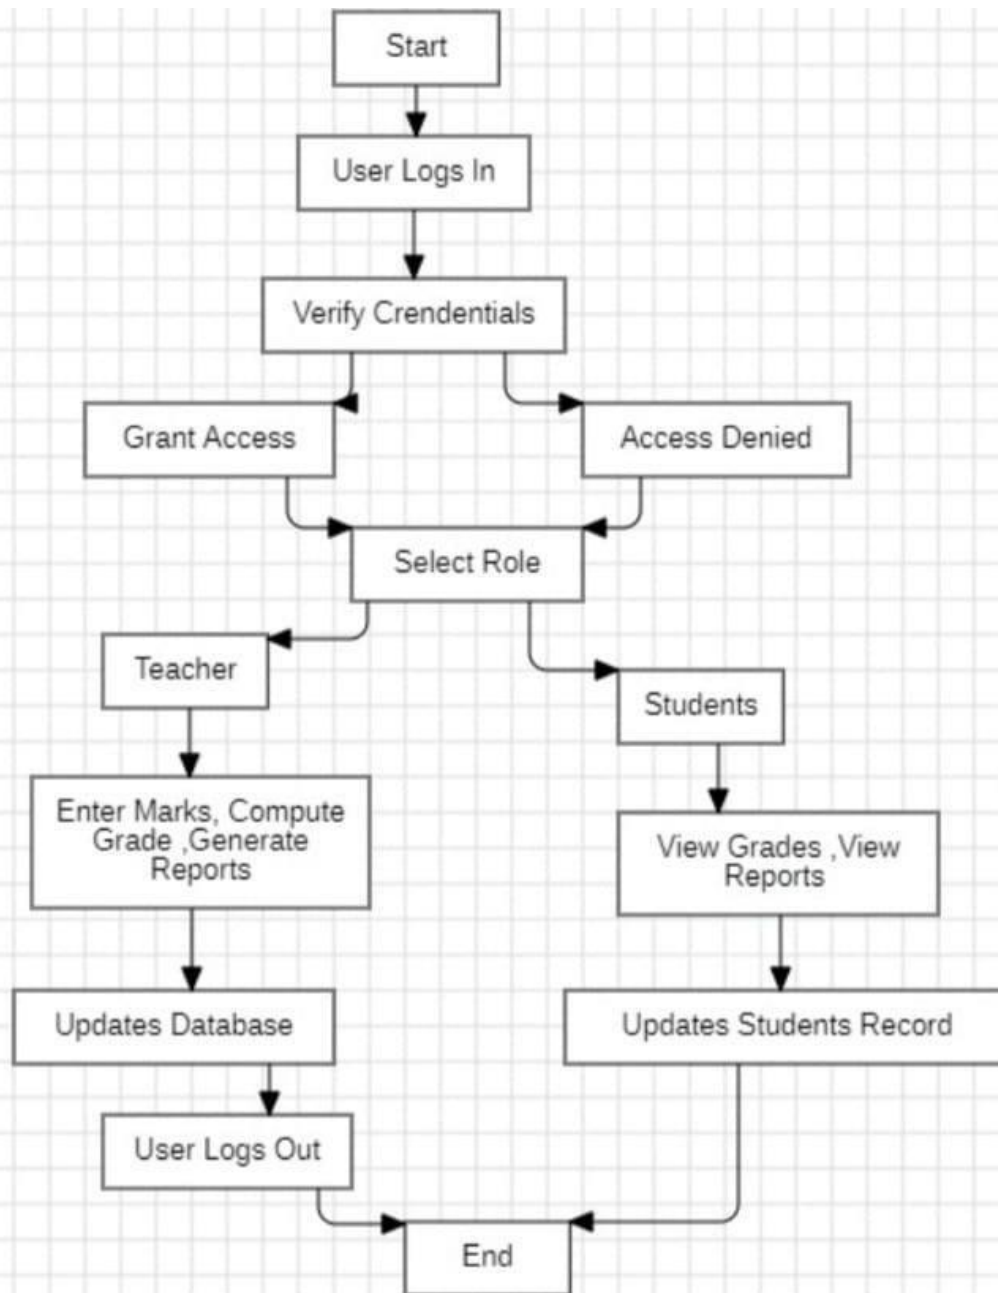 Start
User Logs In
Verify Crendentials
Grant Access
Access Denied
Select Role
Teacher
Students
Enter Marks, Compute
Grade ,Generate
Reports
View Grades ,View
Reports
Updates Database
Updates Students Record
User Logs Out
End